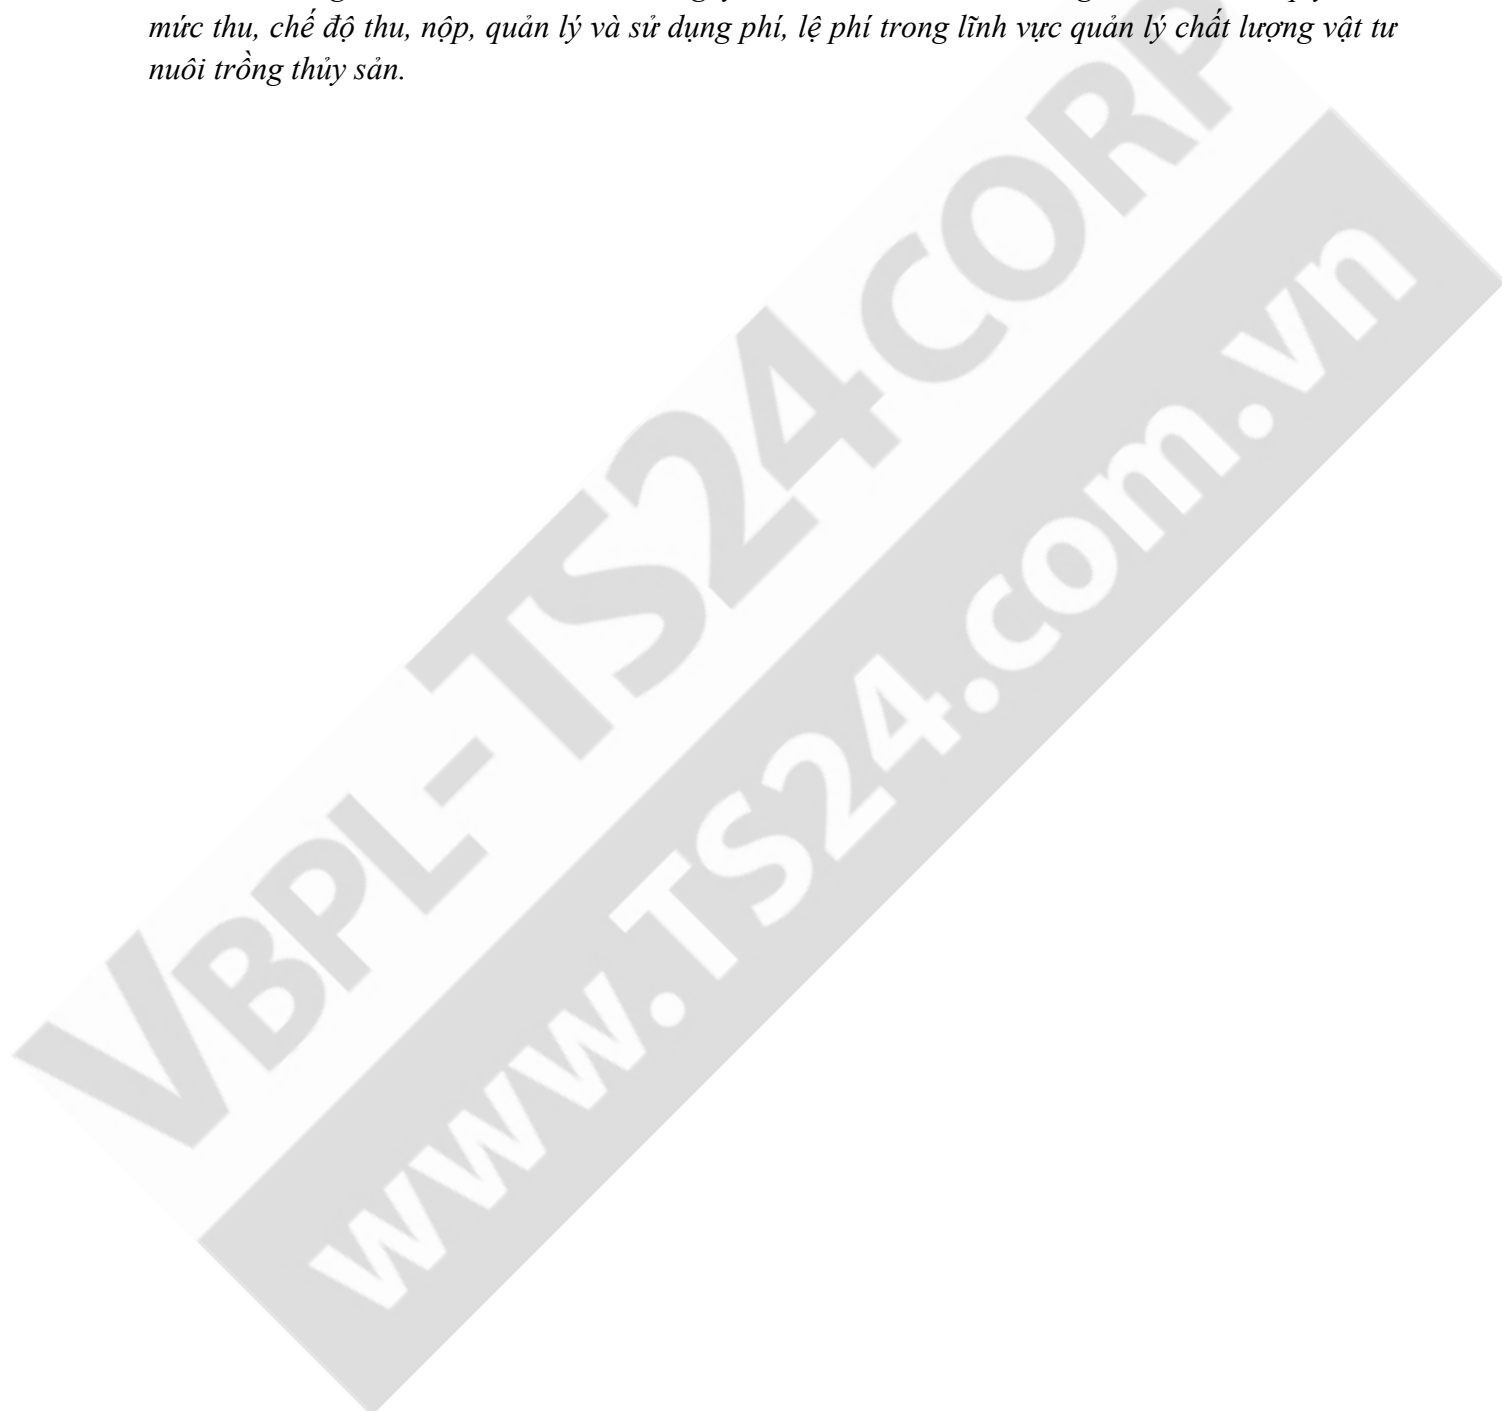 mức thu, chế độ thu, nộp, quản lý và sử dụng phí, lệ phí trong lĩnh vực quản lý chất lượng vật tư
nuôi trồng thủy sản.
VBPL-TS24CORP
www.TS24.com.vn